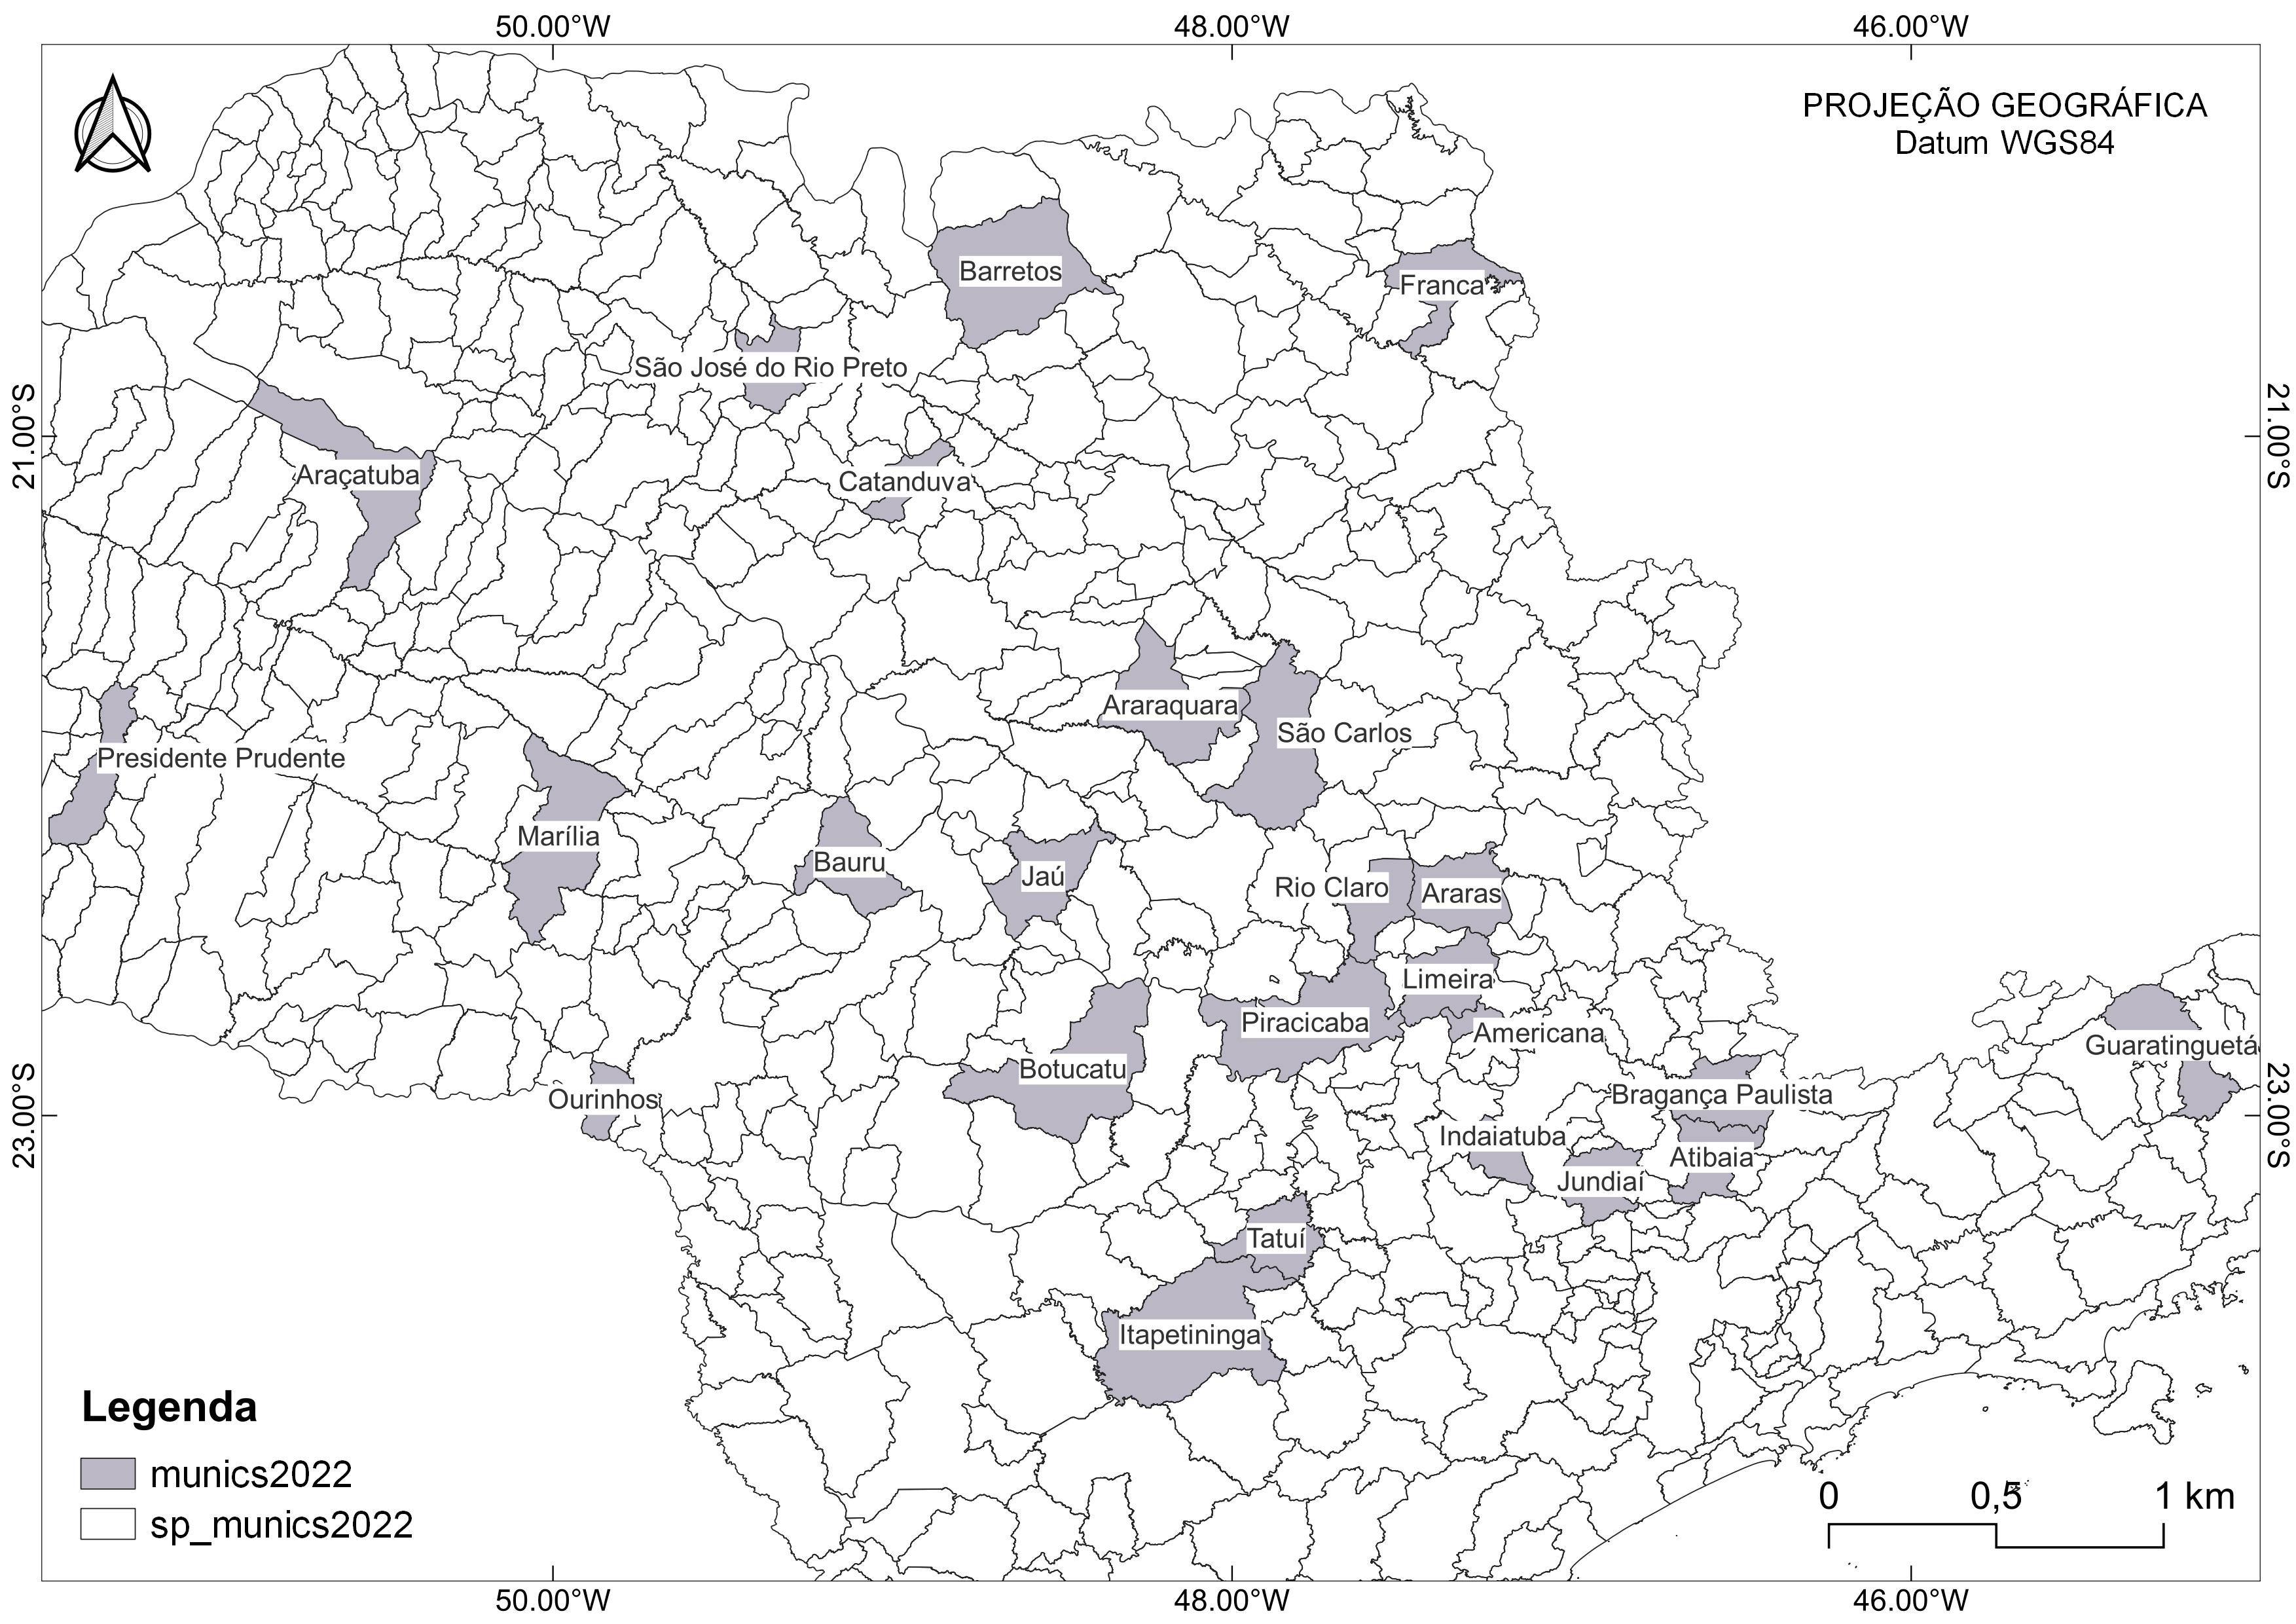 50.00°W
48.00°W
46.00°W
PROJEÇÃO GEOGRÁFICA
Datum WGS84
Barretos
Franca
São José do Rio Preto
21.00°S
21.00°S
Araçatuba
Catanduva
Araraquara
São Carlos
Presidente Prudente
Marília
Bauru
Jaú
Rio Claro
Araras
Limeira
Piracicaba
Americana
Guaratinguetá
Botucatu
Ourinhos
Bragança Paulista
23.00°S
23.00°S
Indaiatuba
Atibaia
Jundiaí
Tatuí
Itapetininga
Legenda
munics2022
sp_munics2022
0
0,5
1 km
50.00°W
48.00°W
46.00°W